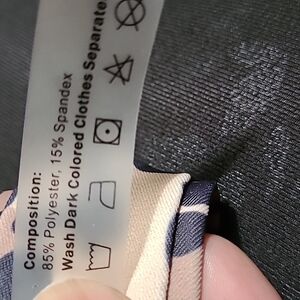 Composition:
85% Polyester, 15% Spandex
Wash Dark Colored Clothes Separate